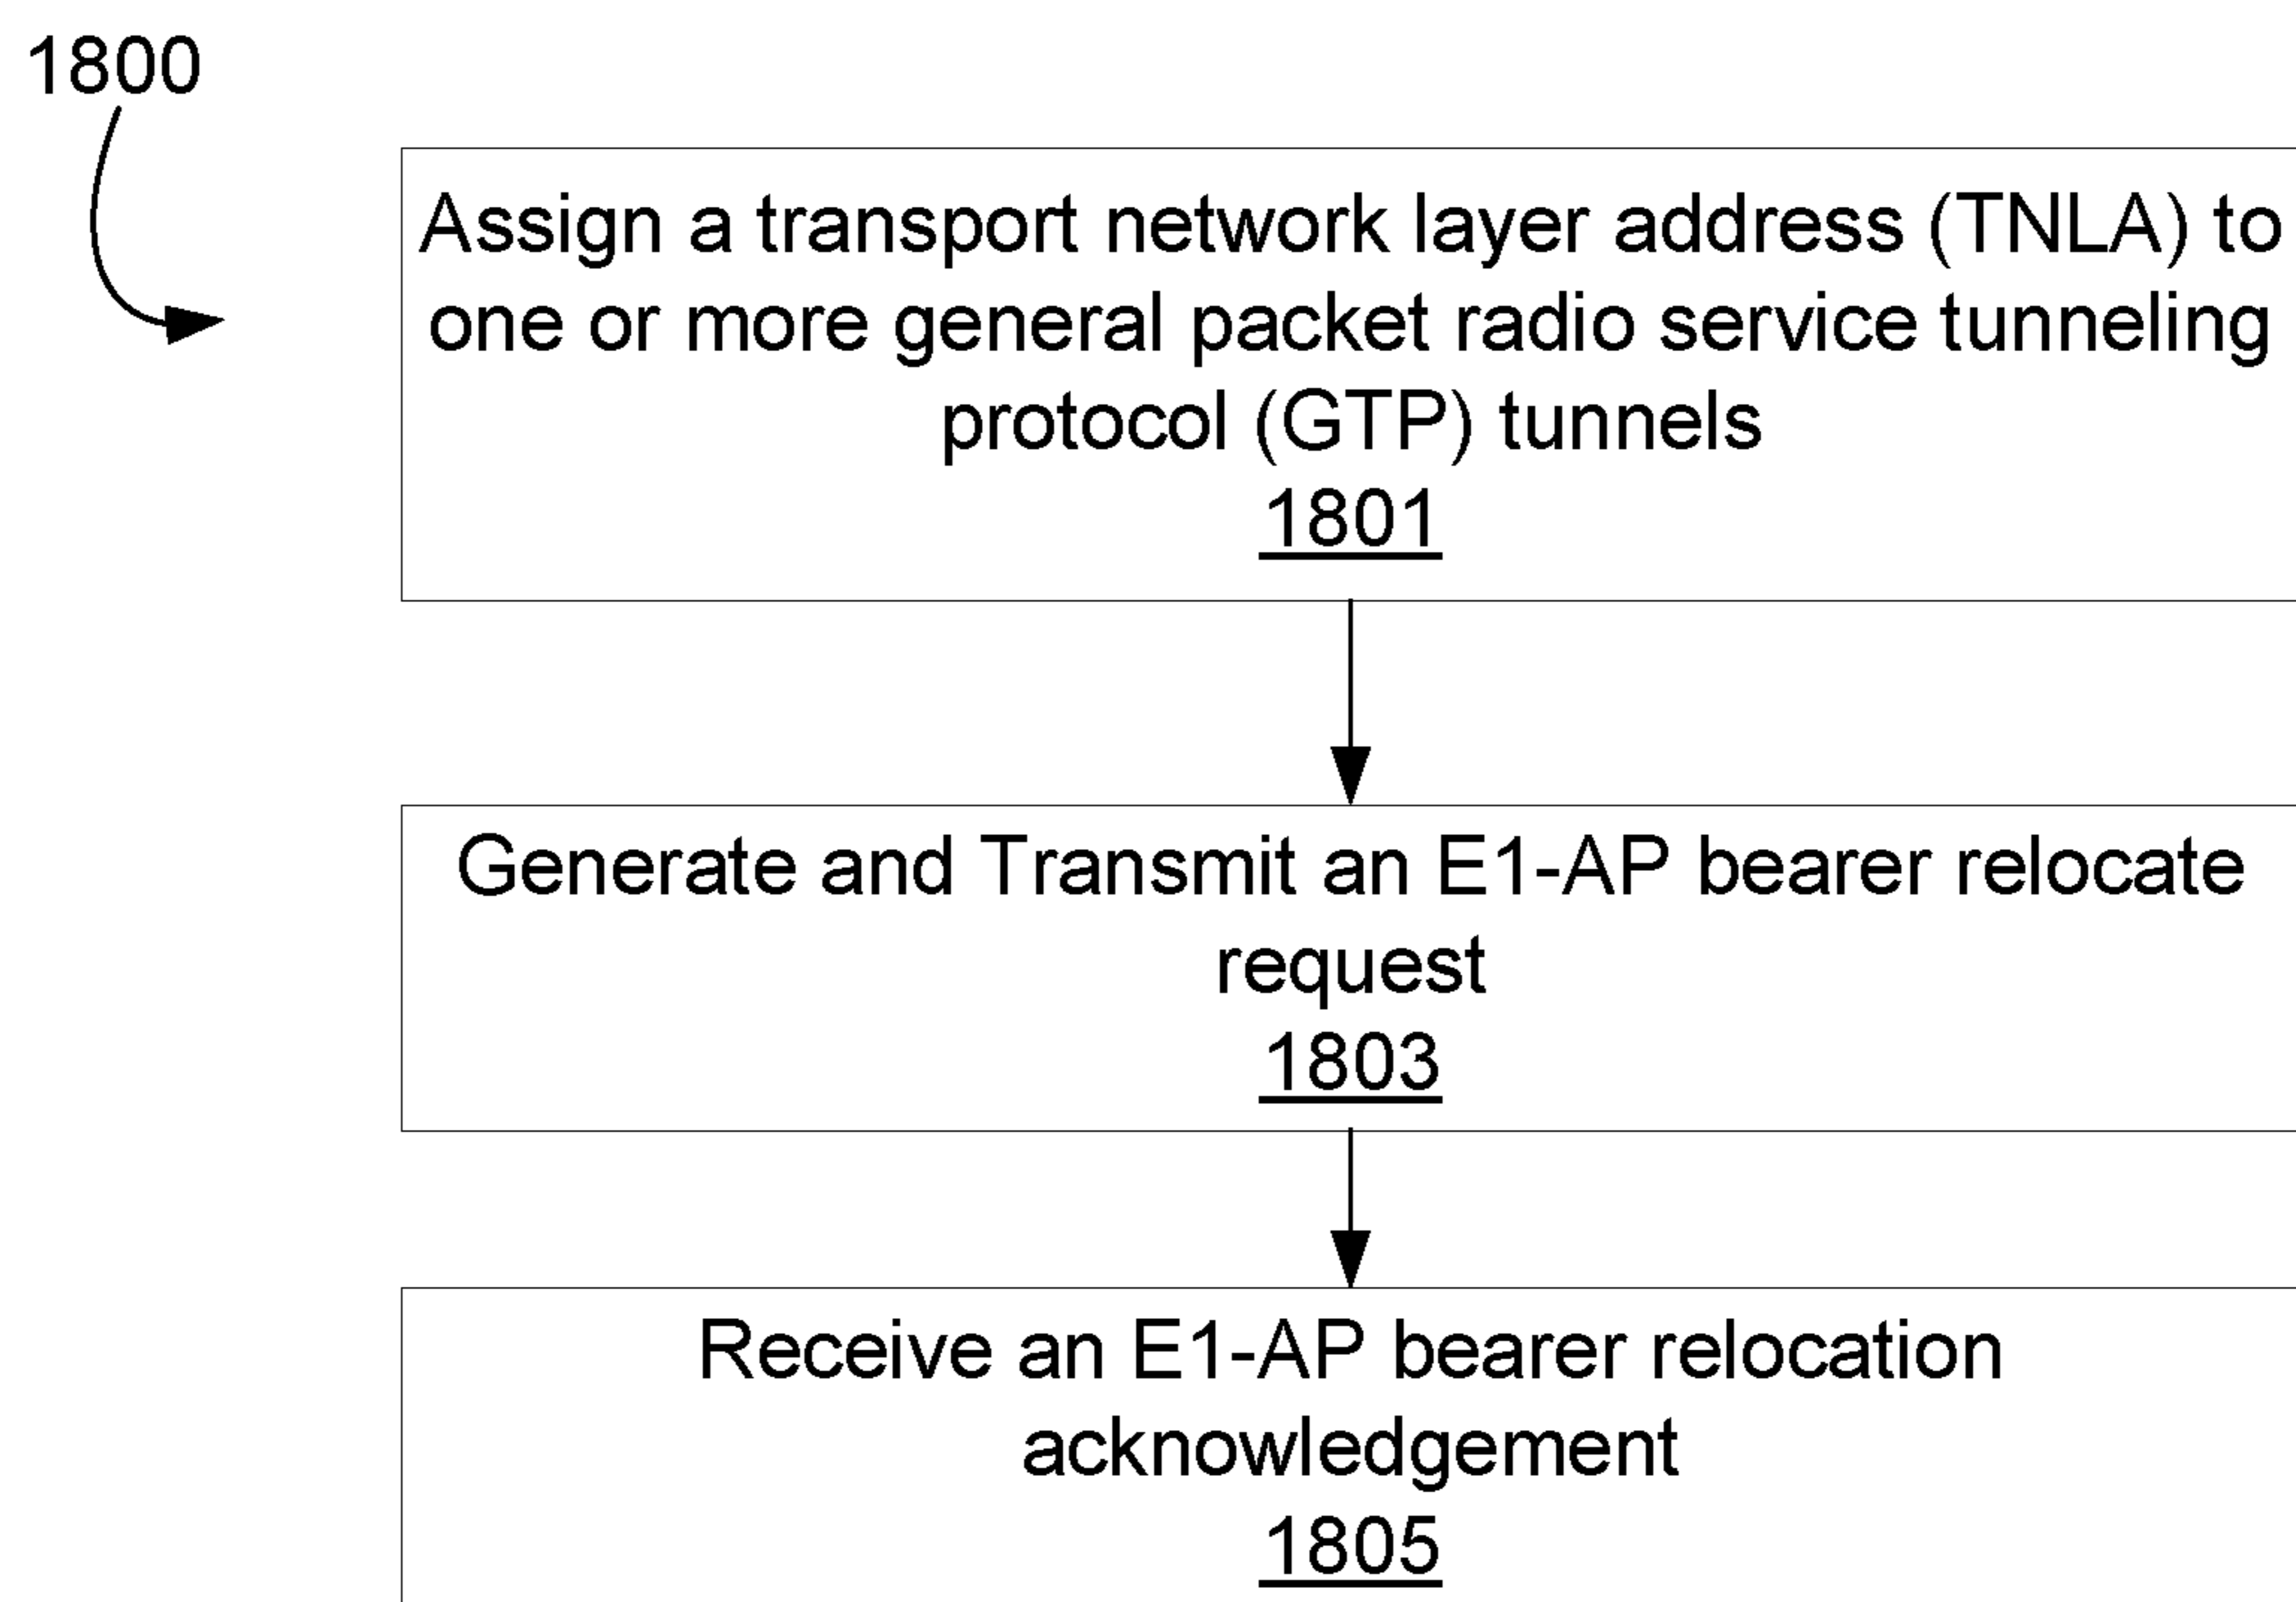 1800
Assign a transport network layer address (TNLA) to
one or more general packet radio service tunneling
protocol (GTP) tunnels
1801
Generate and Transmit an E1-AP bearer relocate
request
1803
Receive an E1-AP bearer relocation
acknowledgement
1805